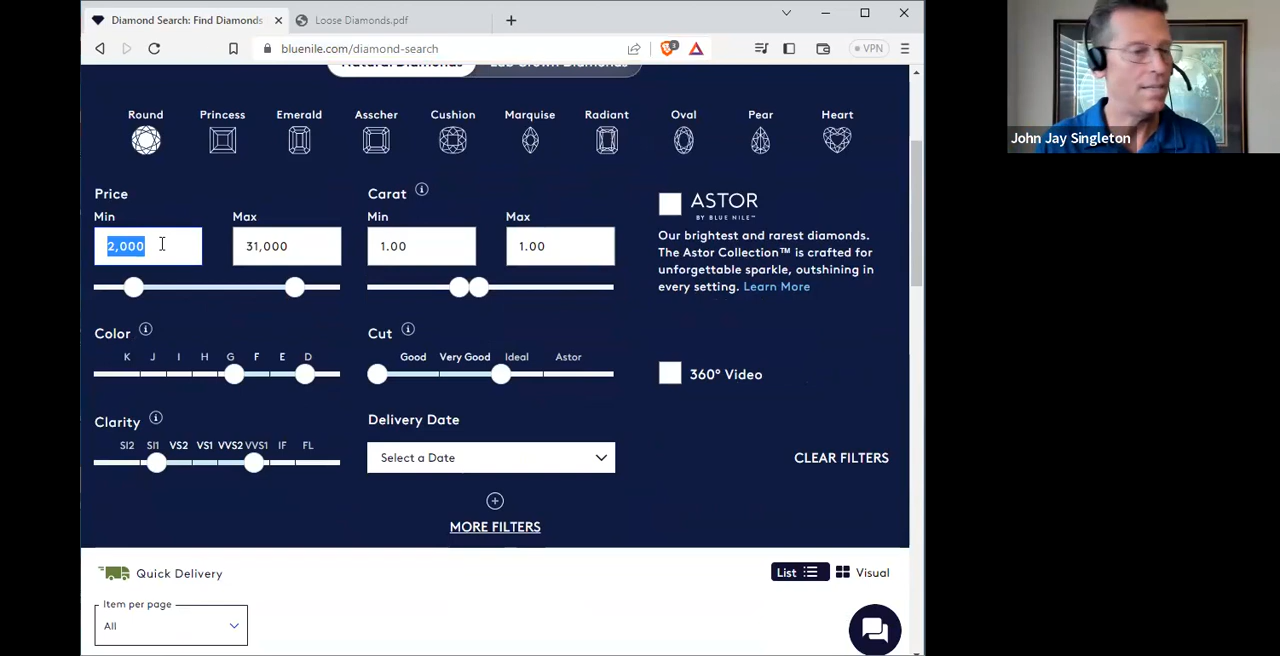 Diamond Search: Find Diamonds
Loose Diamonds.pdf
bluenile.com/diamond-search
VPN
Natural Diamonds
Lab Grown Diamonds
Round Princess Emerald Asscher Cushion Marquise Radiant Oval Pear Heart
Price
Min Max
2,000 31,000
Carat
Min Max
1.00 1.00
ASTOR
BY BLUE NILE™
Our brightest and rarest diamonds.
The Astor Collection™ is crafted for
unforgettable sparkle, outshining in
every setting. Learn More
Color
K J I H G F E D
Cut
Good Very Good Ideal Astor
360° Video
Clarity
SI2 SI1 VS2 VS1 VVS2 VVS1 IF FL
Delivery Date
Select a Date
CLEAR FILTERS
MORE FILTERS
Quick Delivery
List Visual
Item per page
All
John Jay Singleton